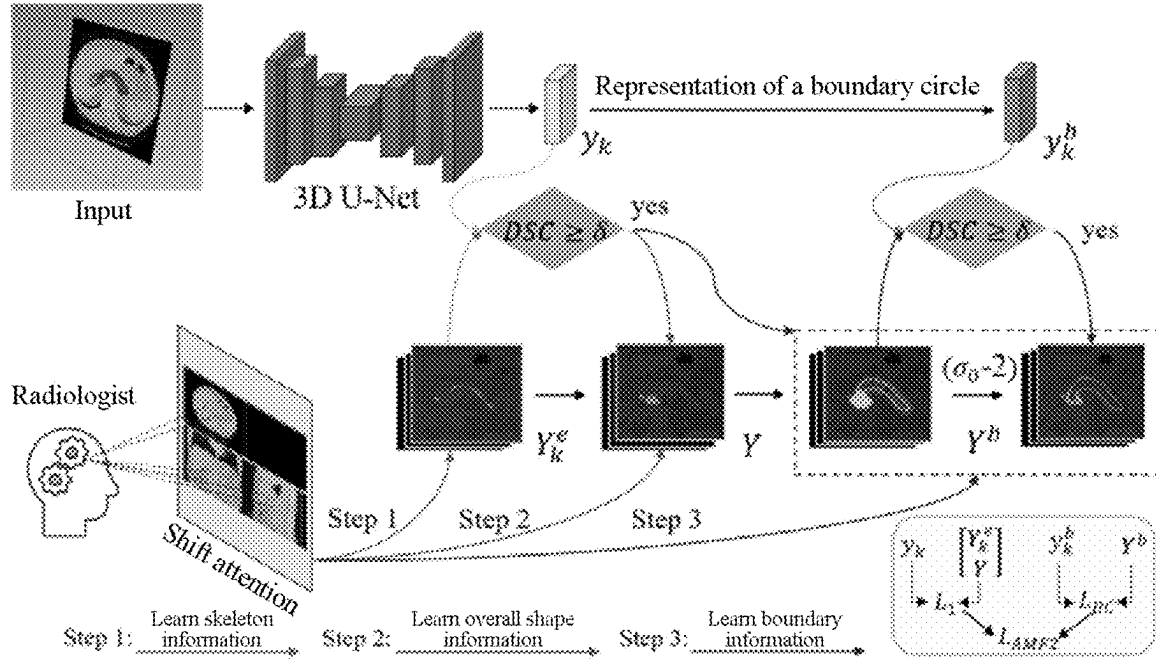 Representation of a boundary circle
y_k
y_k^b
3D U-Net
Input
DSC ≥ δ
yes
DSC ≥ δ
yes
(σ_0-2)
Radiologist
Y_k^e
Y
Y^b
Step 1
Step 2
Step 3
Shift attention
y_k
[Y_k^e
Y]
y_k^b
Y^b
L_1
L_BC
L_AMF2
Step 1:
Learn skeleton
information
Step 2:
Learn overall shape
information
Step 3:
Learn boundary
information